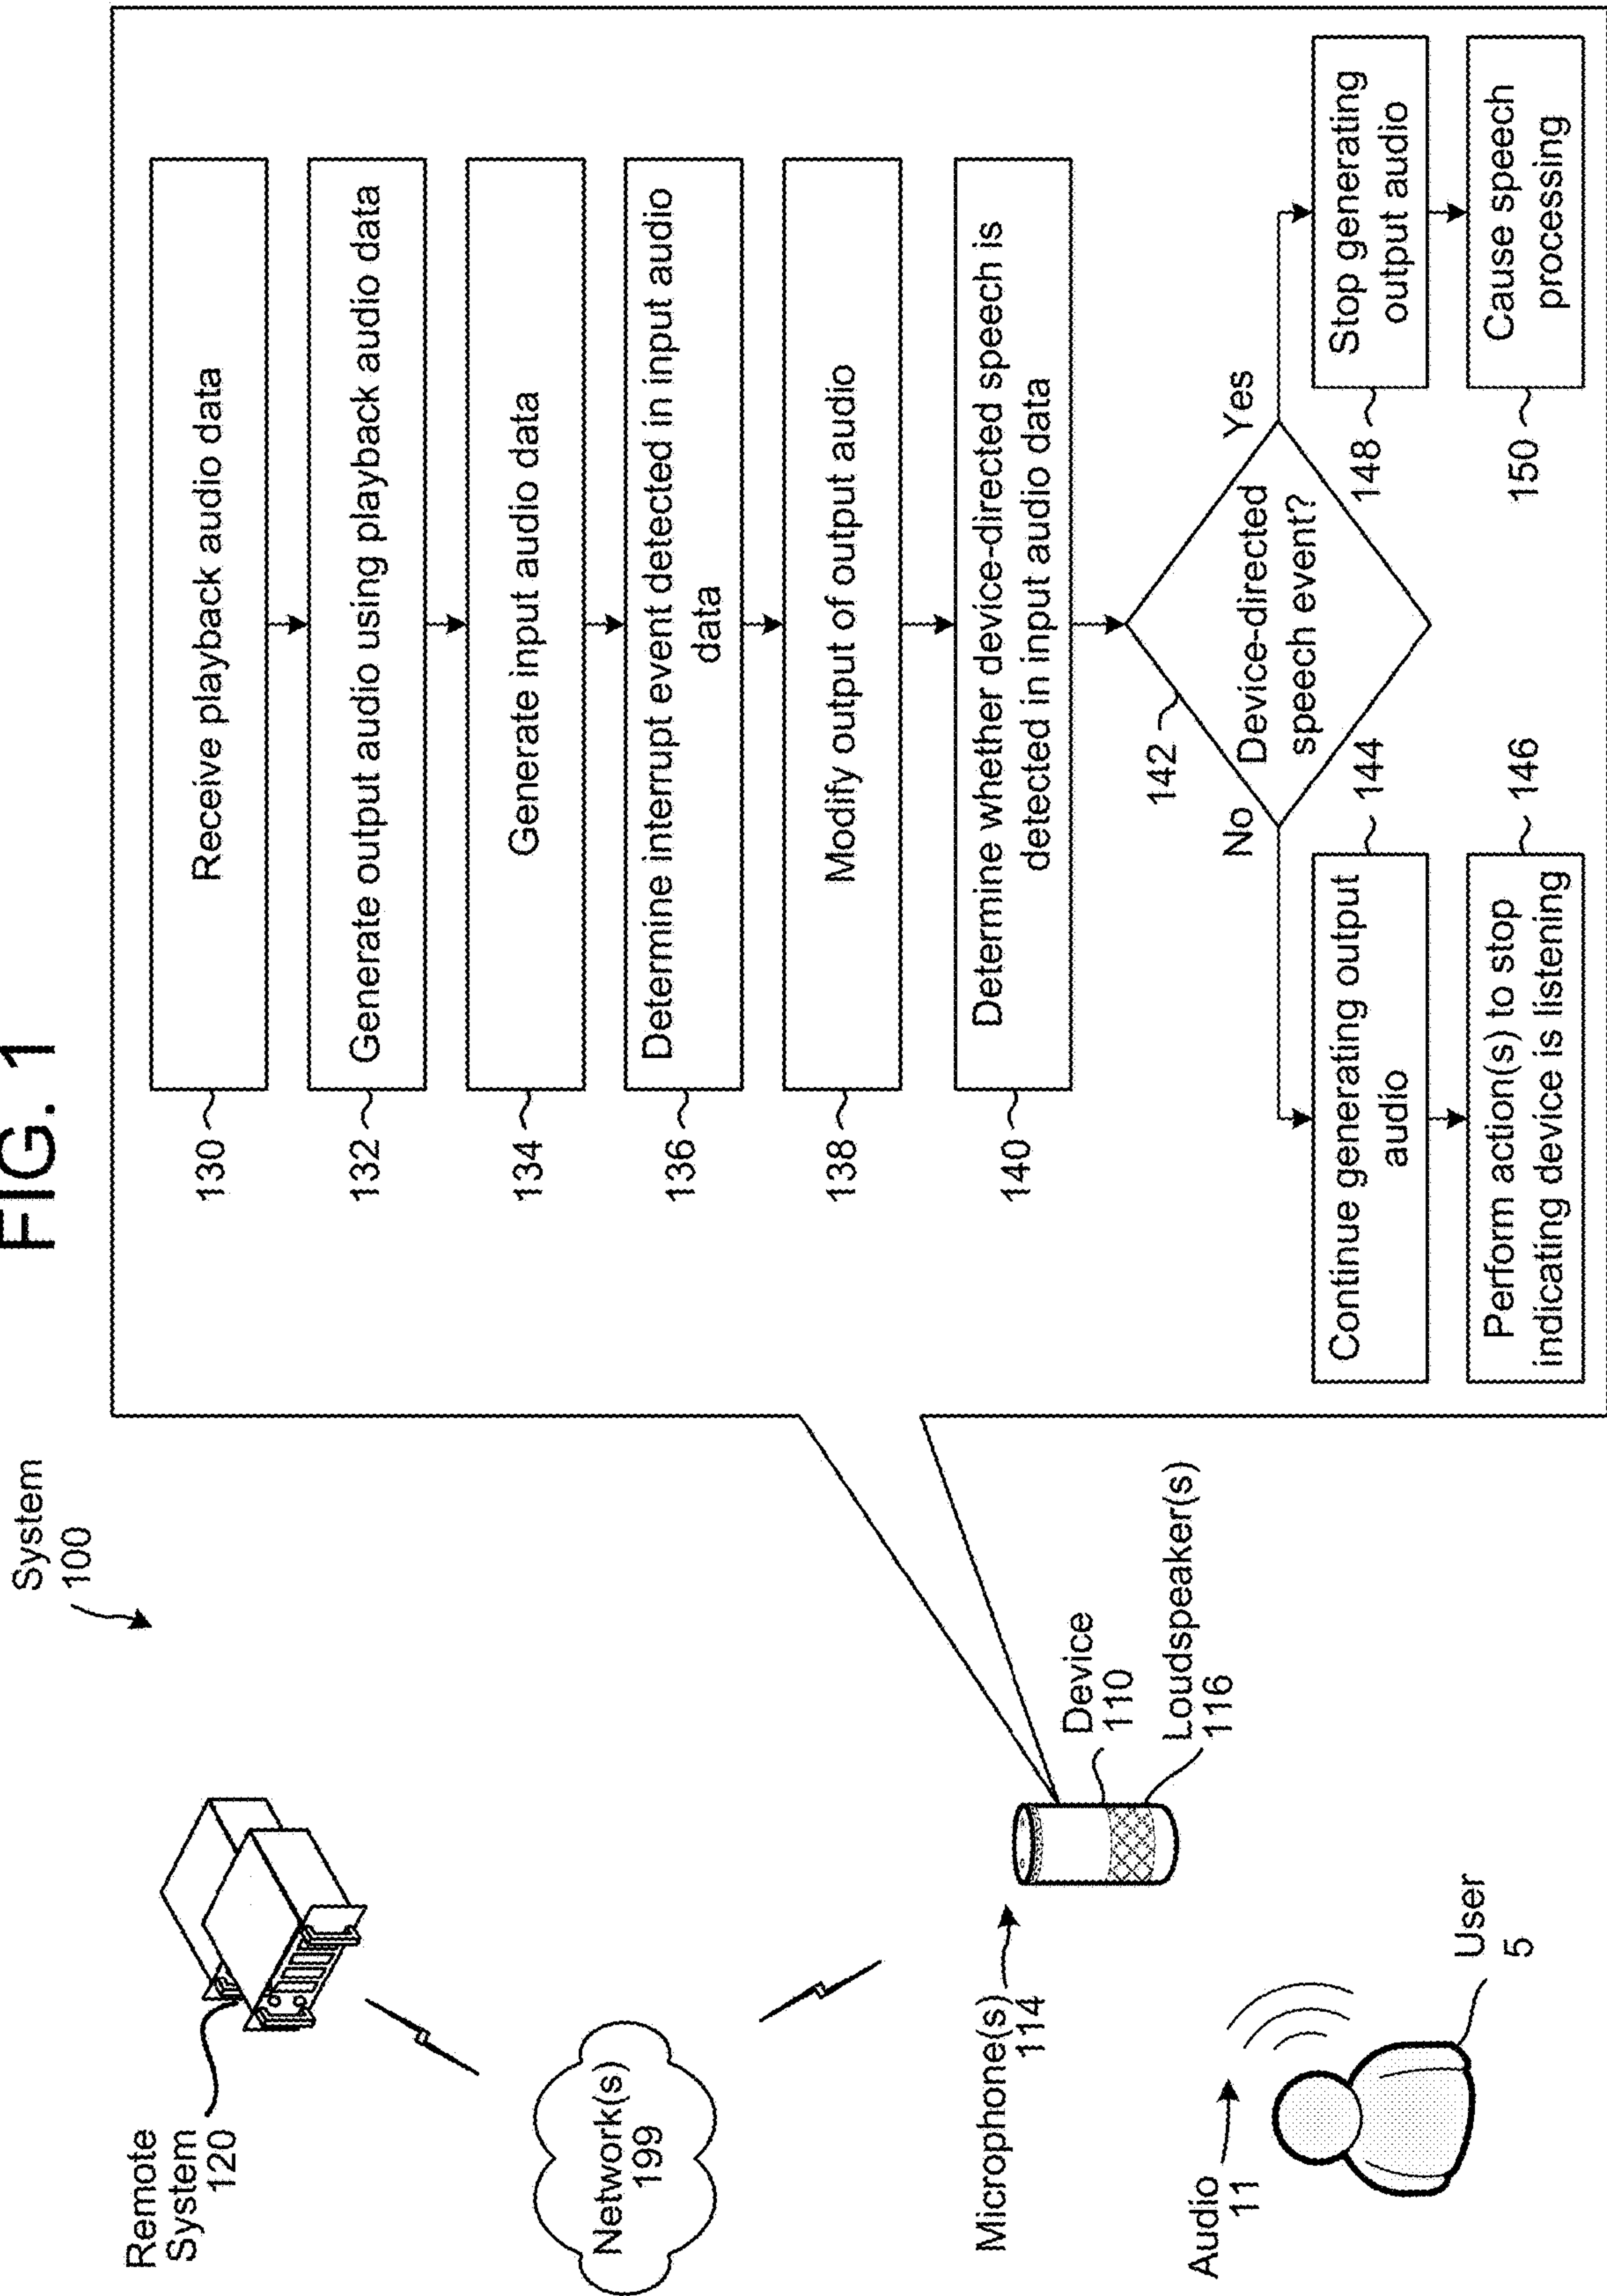 FIG. 1
System
100
Remote
System
120
Network(s)
199
Microphone(s)
114
Device
110
Loudspeaker(s)
116
Audio
11
User
5
130
Receive playback audio data
132
Generate output audio using playback audio data
134
Generate input audio data
136
Determine interrupt event detected in input audio
data
138
Modify output of output audio
140
Determine whether device-directed speech is
detected in input audio data
142
Device-directed
speech event?
No
Yes
Continue generating output
audio
144
Perform action(s) to stop
indicating device is listening
146
148
Stop generating
output audio
150
Cause speech
processing